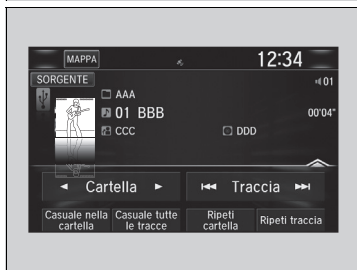 MAPPA
12:34
SORGENTE
01
AAA
01 BBB
00'04"
CCC
DDD
Cartella
Traccia
Casuale nella cartella
Casuale tutte le tracce
Ripeti cartella
Ripeti traccia